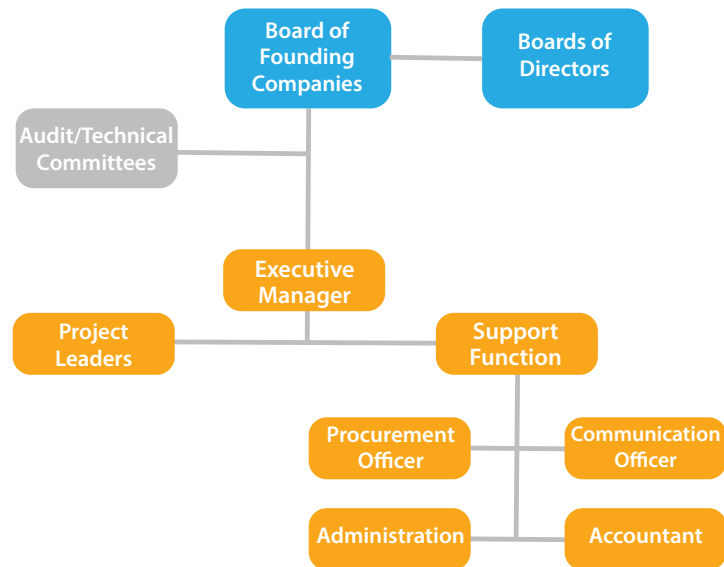 Board of
Founding
Companies
Boards of
Directors
Audit/Technical
Committees
Executive
Manager
Project
Leaders
Support
Function
Procurement
Officer
Communication
Officer
Administration
Accountant